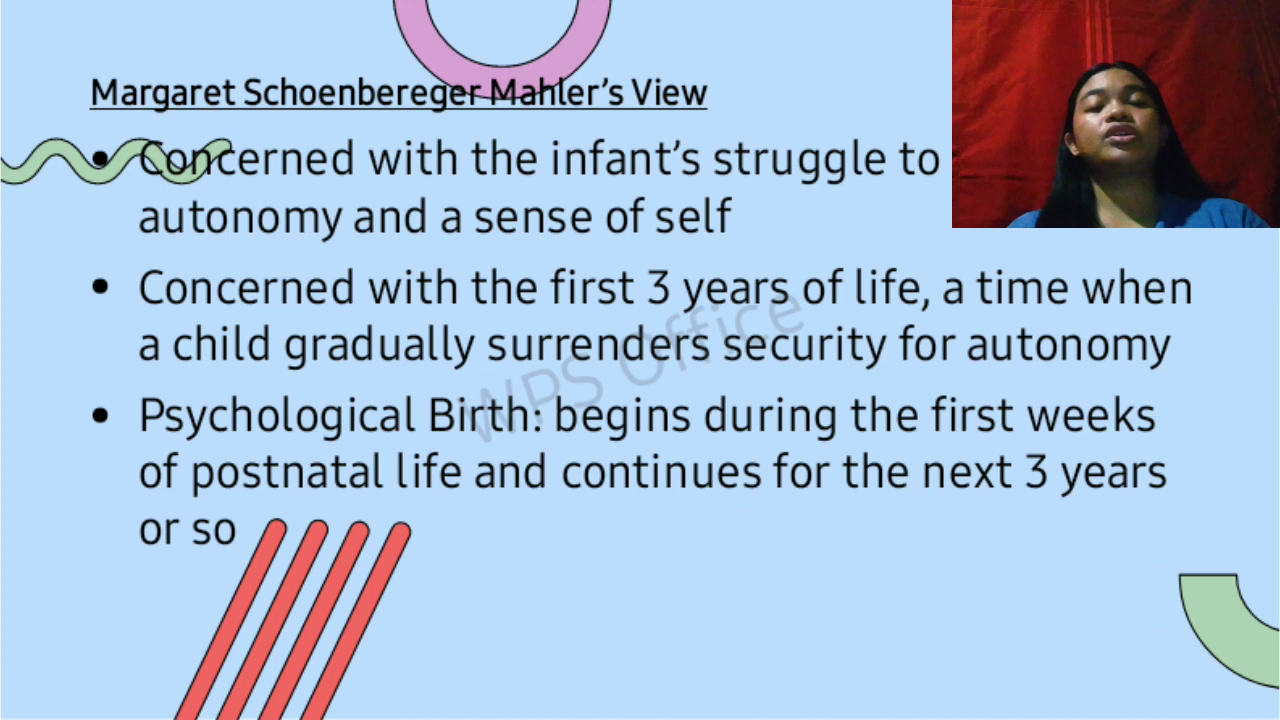 Margaret Schoenbereger Mahler’s View
• Concerned with the infant’s struggle to
autonomy and a sense of self
• Concerned with the first 3 years of life, a time when
a child gradually surrenders security for autonomy
• Psychological Birth: begins during the first weeks
of postnatal life and continues for the next 3 years
or so
WPS Office